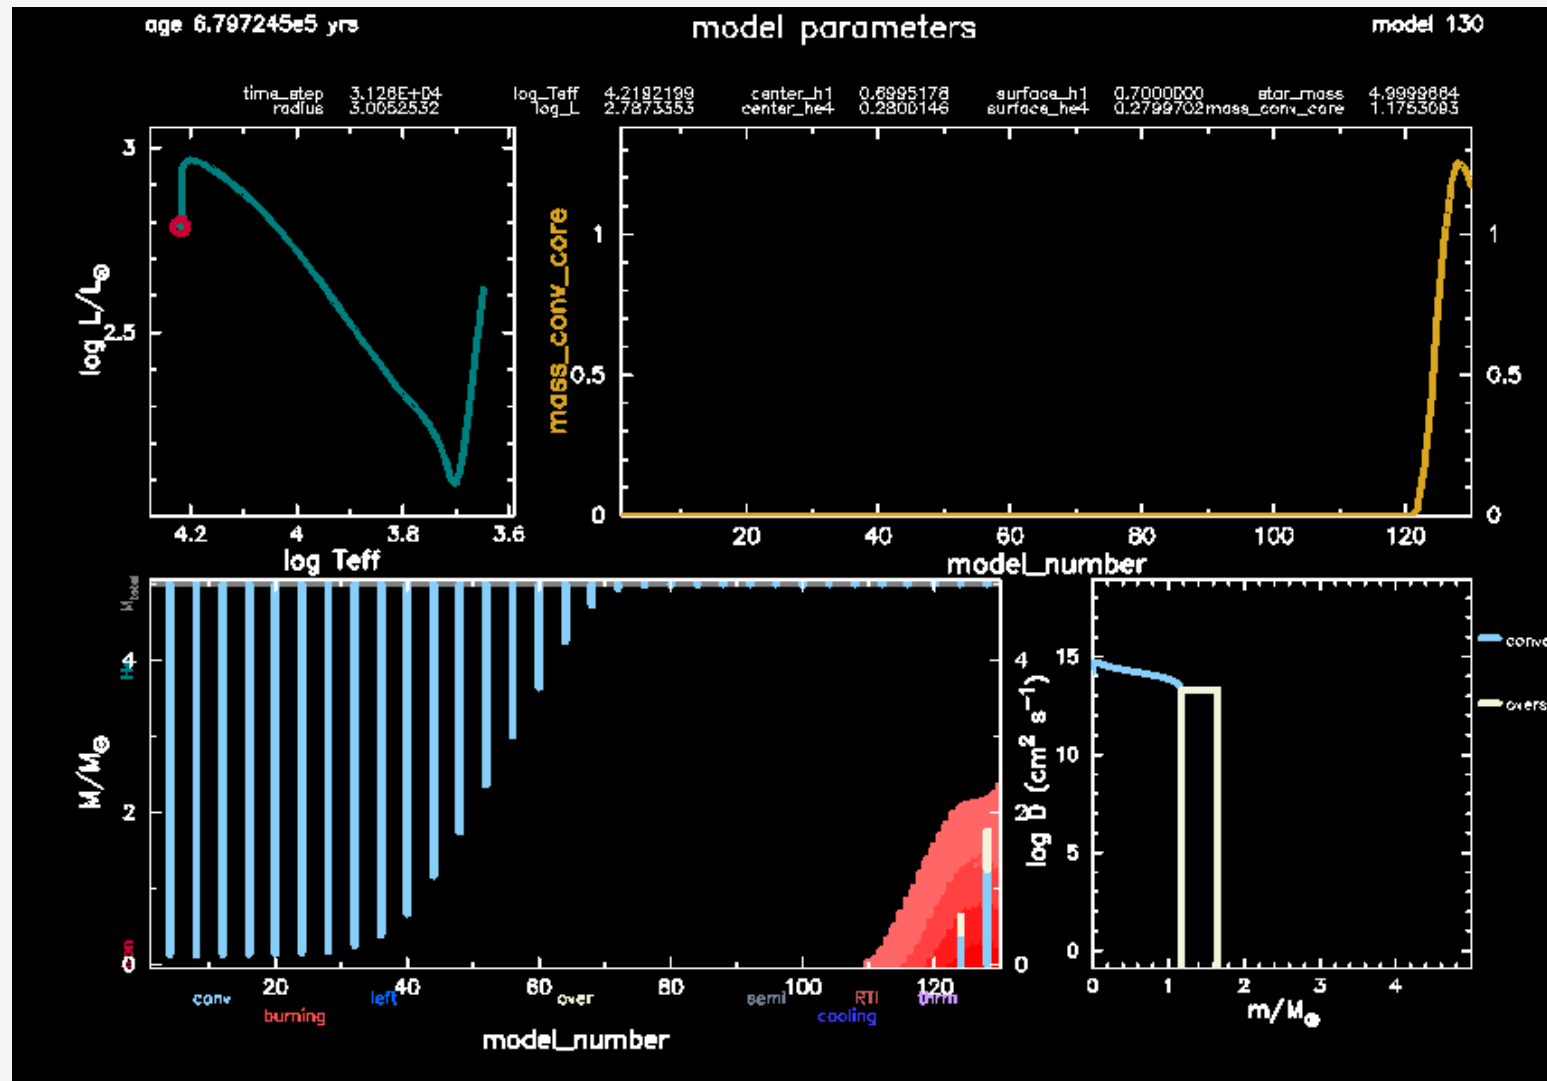 age 6.797245e5 yrs
model parameters
model 130
time_step 3.126E+04 log_Teff 4.2192199 center_h1 0.6995178 surface_h1 0.7000000 star_mass 4.9999884
radius 3.0052532 log_L 2.7873353 center_he4 0.2800146 surface_he4 0.2799702 mass_conv_core 1.1753093
3
2.5
log L/L⊙
4.2 4 3.8 3.6
log Teff
mass_conv_core
1
0.5
0
1
0.5
0
20 40 60 80 100 120
model_number
M/M⊙
Mtotal
He
4
2
0
4
2
0
20 40 60 80 100 120
conv left over semi RTI thrm
burning cooling
model_number
log D (cm² s⁻¹)
15
10
5
0
0 1 2 3 4
m/M⊙
conve
overs